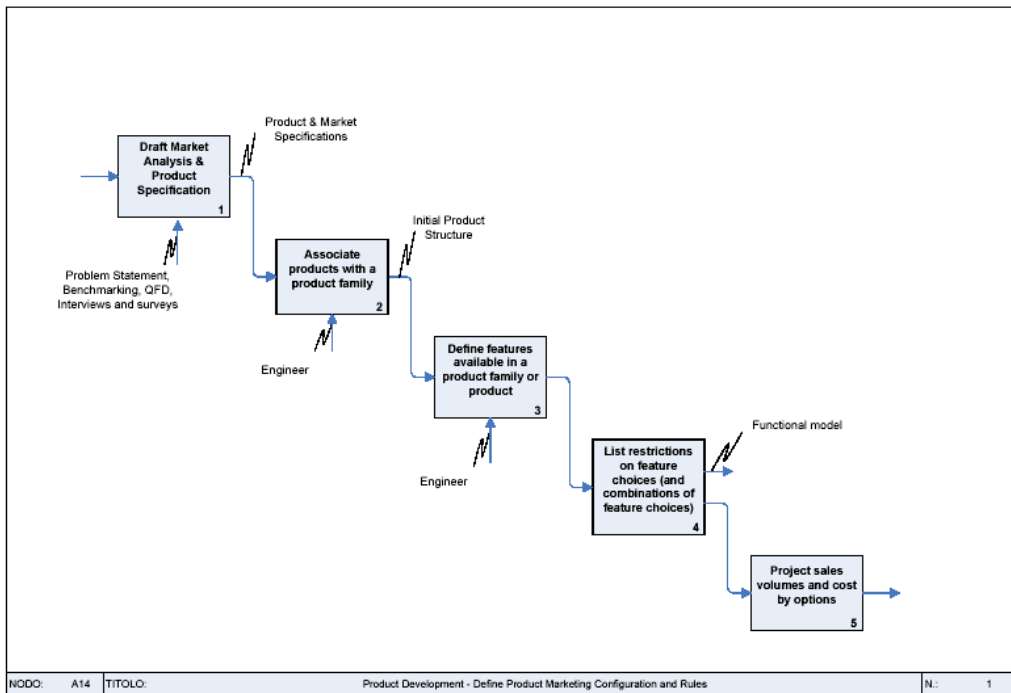 Product & Market
Specifications
Draft Market
Analysis &
Product
Specification
1
Problem Statement,
Benchmarking, QFD,
Interviews and surveys
Initial Product
Structure
Associate
products with a
product family
2
Engineer
Define features
available in a
product family or
product
3
Engineer
Functional model
List restrictions
on feature
choices (and
combinations of
feature choices)
4
Project sales
volumes and cost
by options
5
NODO: A14 TITOLO: Product Development - Define Product Marketing Configuration and Rules N.: 1